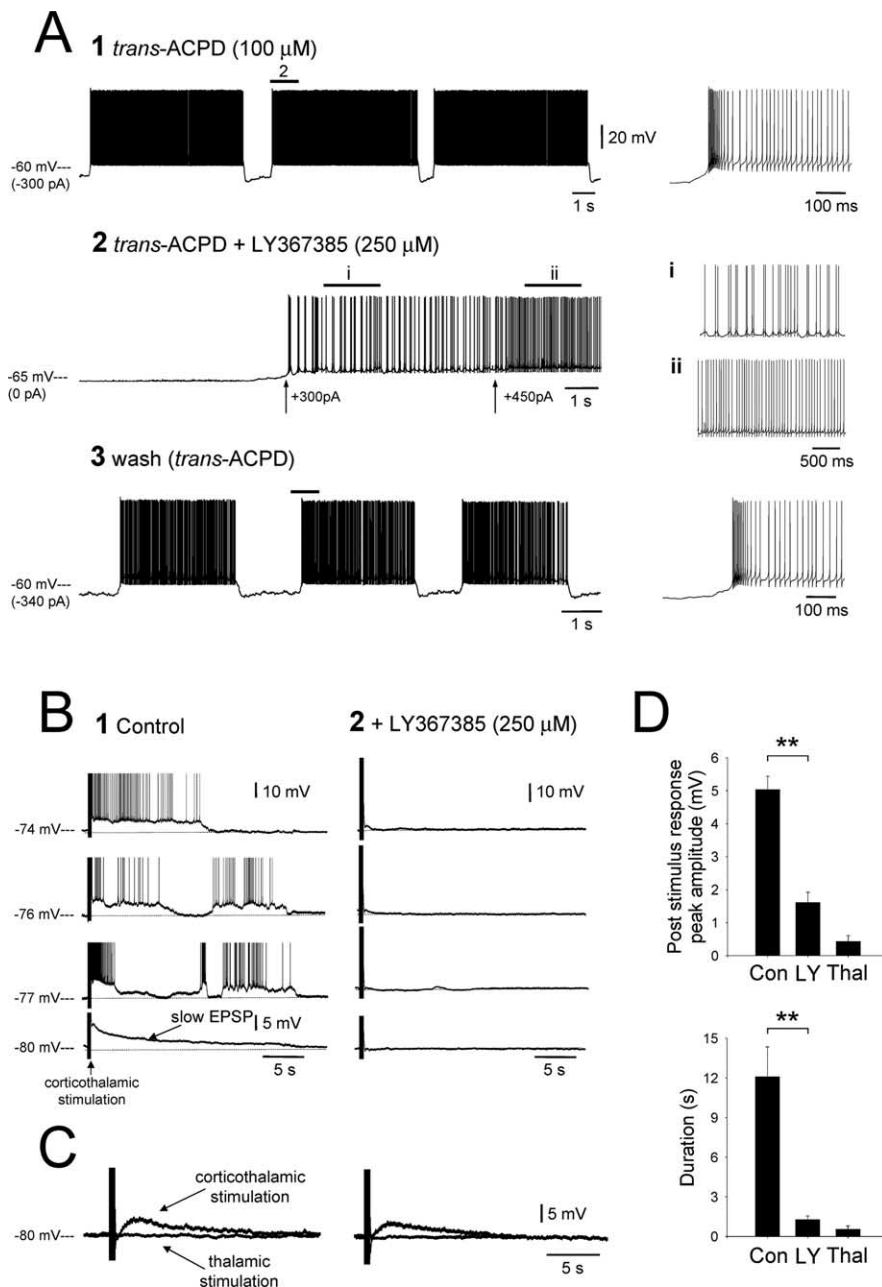 A
1 trans-ACPD (100 μM)
2
20 mV
-60 mV---
(-300 pA)
1 s
100 ms
2 trans-ACPD + LY367385 (250 μM)
i
ii
i
-65 mV---
(0 pA)
+300pA
+450pA
1 s
ii
500 ms
3 wash (trans-ACPD)
-60 mV---
(-340 pA)
1 s
100 ms
B
1 Control
2 + LY367385 (250 μM)
10 mV
10 mV
-74 mV---
-76 mV---
-77 mV---
slow EPSP
5 mV
-80 mV---
5 s
5 s
corticothalamic
stimulation
C
corticothalamic
stimulation
-80 mV---
thalamic
stimulation
5 mV
5 s
D
**
Post stimulus response
peak amplitude (mV)
6
5
4
3
2
1
0
Con LY Thal
**
Duration (s)
15
12
9
6
3
0
Con LY Thal